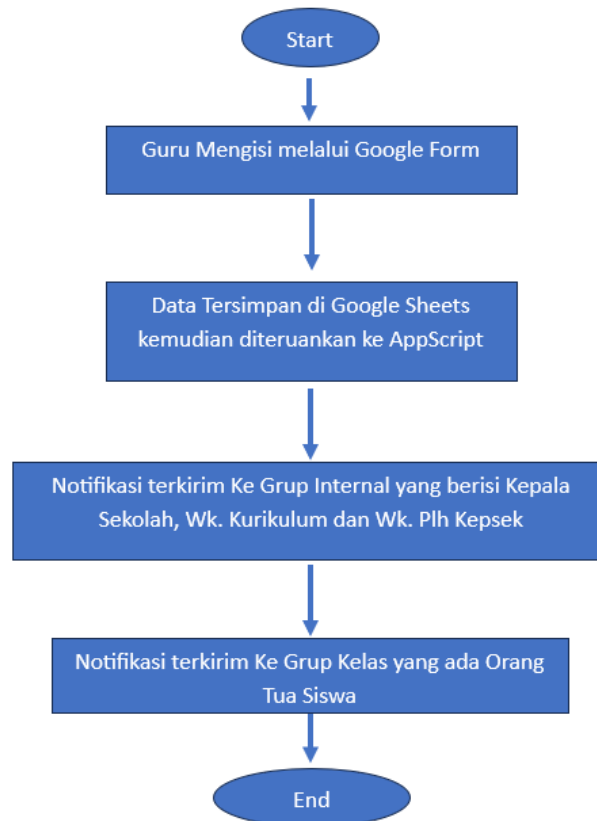 Start
Guru Mengisi melalui Google Form
Data Tersimpan di Google Sheets
kemudian diteruankan ke AppScript
Notifikasi terkirim Ke Grup Internal yang berisi Kepala
Sekolah, Wk. Kurikulum dan Wk. Plh Kepsek
Notifikasi terkirim Ke Grup Kelas yang ada Orang
Tua Siswa
End